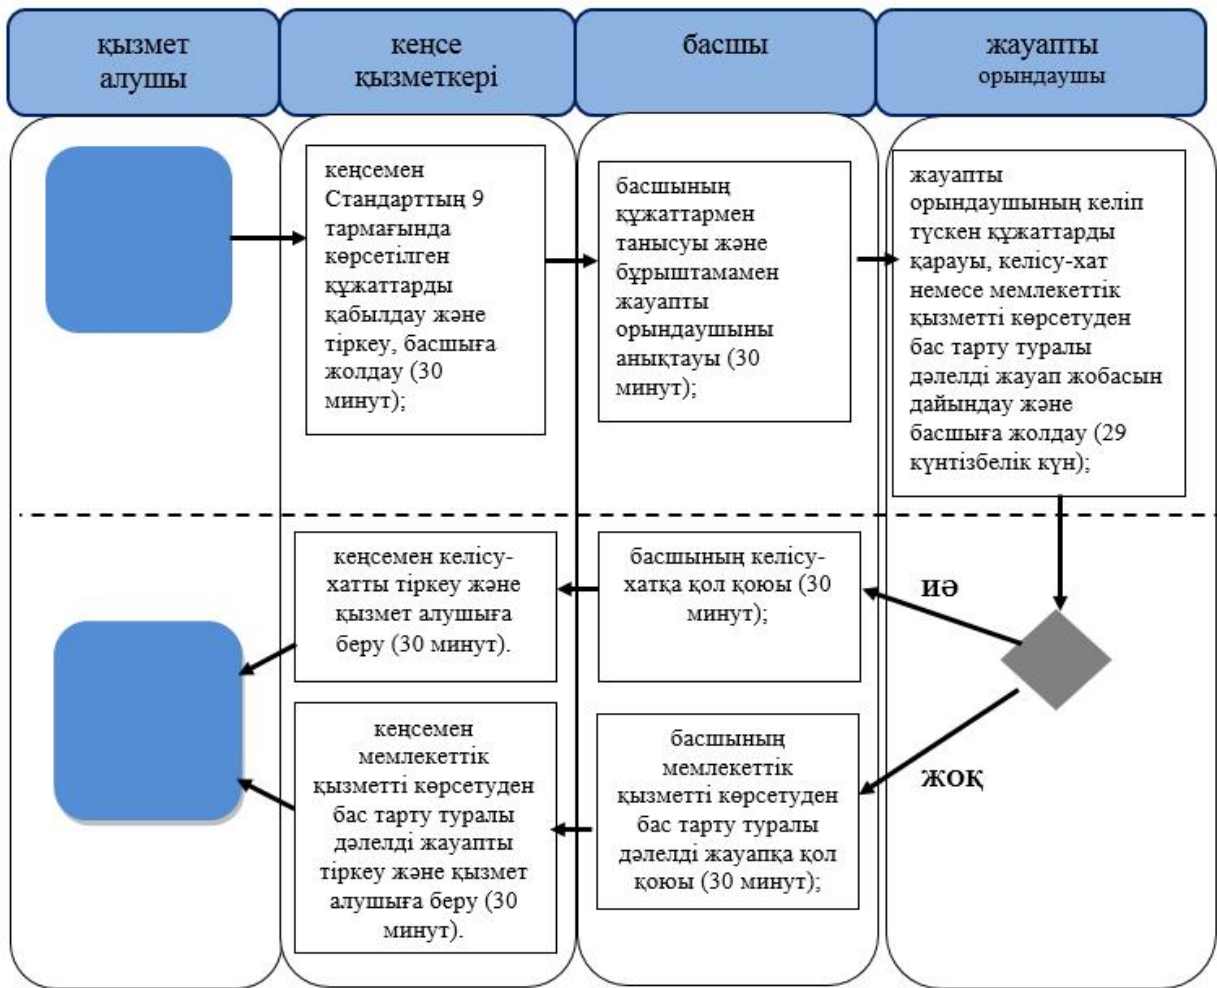 қызмет
алушы
кеңсе
қызметкері
басшы
жауапты
орындаушы
кеңсемен
Стандарттың 9
тармағында
көрсетілген
құжаттарды
қабылдау және
тіркеу, басшыға
жолдау (30
минут);
басшының
құжаттармен
танысуы және
бұрыштамамен
жауапты
орындаушыны
анықтауы (30
минут);
жауапты
орындаушының келіп
түскен құжаттарды
қарауы, келісу-хат
немесе мемлекеттік
қызметті көрсетуден
бас тарту туралы
дәлелді жауап жобасын
дайындау және
басшыға жолдау (29
күнтізбелік күн);
кеңсемен келісу-
хатты тіркеу және
қызмет алушыға
беру (30 минут).
басшының келісу-
хатқа қол қоюы (30
минут);
ИӘ
кеңсемен
мемлекеттік
қызметті көрсетуден
бас тарту туралы
дәлелді жауапты
тіркеу және қызмет
алушыға беру (30
минут).
басшының
мемлекеттік
қызметті көрсетуден
бас тарту туралы
дәлелді жауапқа қол
қоюы (30 минут);
ЖОҚ